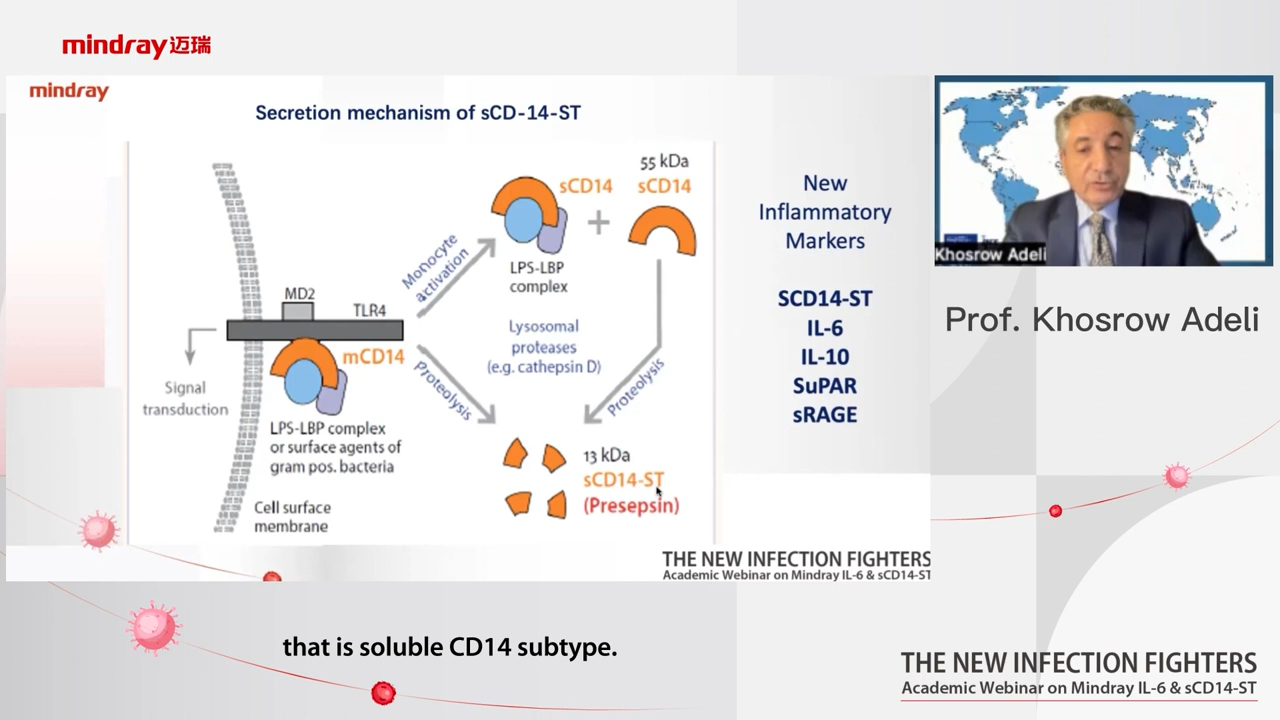 mindray迈瑞
mindray
Secretion mechanism of sCD-14-ST
55 kDa
sCD14
sCD14
+
LPS-LBP
complex
Monocyte
activation
MD2
TLR4
mCD14
Signal
transduction
Lysosomal
proteases
(e.g. cathepsin D)
Proteolysis
Proteolysis
LPS-LBP complex
or surface agents of
gram pos. bacteria
Cell surface
membrane
13 kDa
sCD14-ST
(Presepsin)
New
Inflammatory
Markers
SCD14-ST
IL-6
IL-10
SuPAR
sRAGE
THE NEW INFECTION FIGHTERS
Academic Webinar on Mindray IL-6 & sCD14-ST
Khosrow Adeli
Prof. Khosrow Adeli
that is soluble CD14 subtype.
THE NEW INFECTION FIGHTERS
Academic Webinar on Mindray IL-6 & sCD14-ST